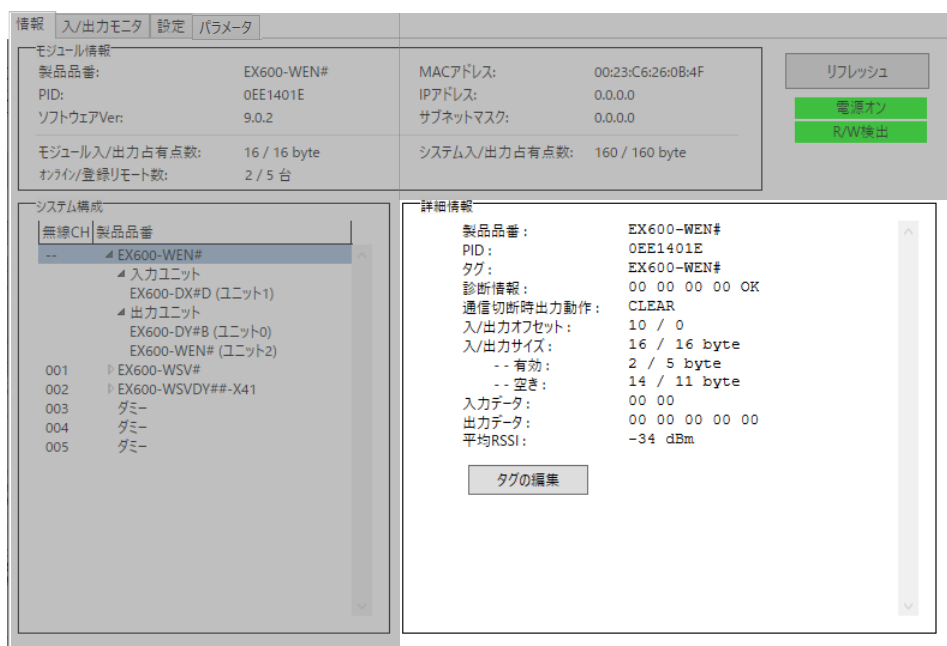 情報 入/出力モニタ 設定 パラメータ
モジュール情報
製品品番: EX600-WEN# MACアドレス: 00:23:C6:26:0B:4F リフレッシュ
PID: 0EE1401E IPアドレス: 0.0.0.0 電源オン
ソフトウェアVer: 9.0.2 サブネットマスク: 0.0.0.0 R/W検出
モジュール入/出力占有点数: 16 / 16 byte システム入/出力占有点数: 160 / 160 byte
オンライン/登録リモート数: 2 / 5 台
システム構成
無線CH 製品品番
-- EX600-WEN#
入力ユニット
EX600-DX#D (ユニット1)
出力ユニット
EX600-DY#B (ユニット0)
EX600-WEN# (ユニット2)
001 EX600-WSV#
002 EX600-WSVDY##-X41
003 ダミー
004 ダミー
005 ダミー
詳細情報
製品品番: EX600-WEN#
PID: 0EE1401E
タグ: EX600-WEN#
診断情報: 00 00 00 00 OK
通信切断時出力動作: CLEAR
入/出力オフセット: 10 / 0
入/出力サイズ: 16 / 16 byte
--有効: 2 / 5 byte
--空き: 14 / 11 byte
入力データ: 00 00
出力データ: 00 00 00 00 00
平均RSSI: -34 dBm
タグの編集